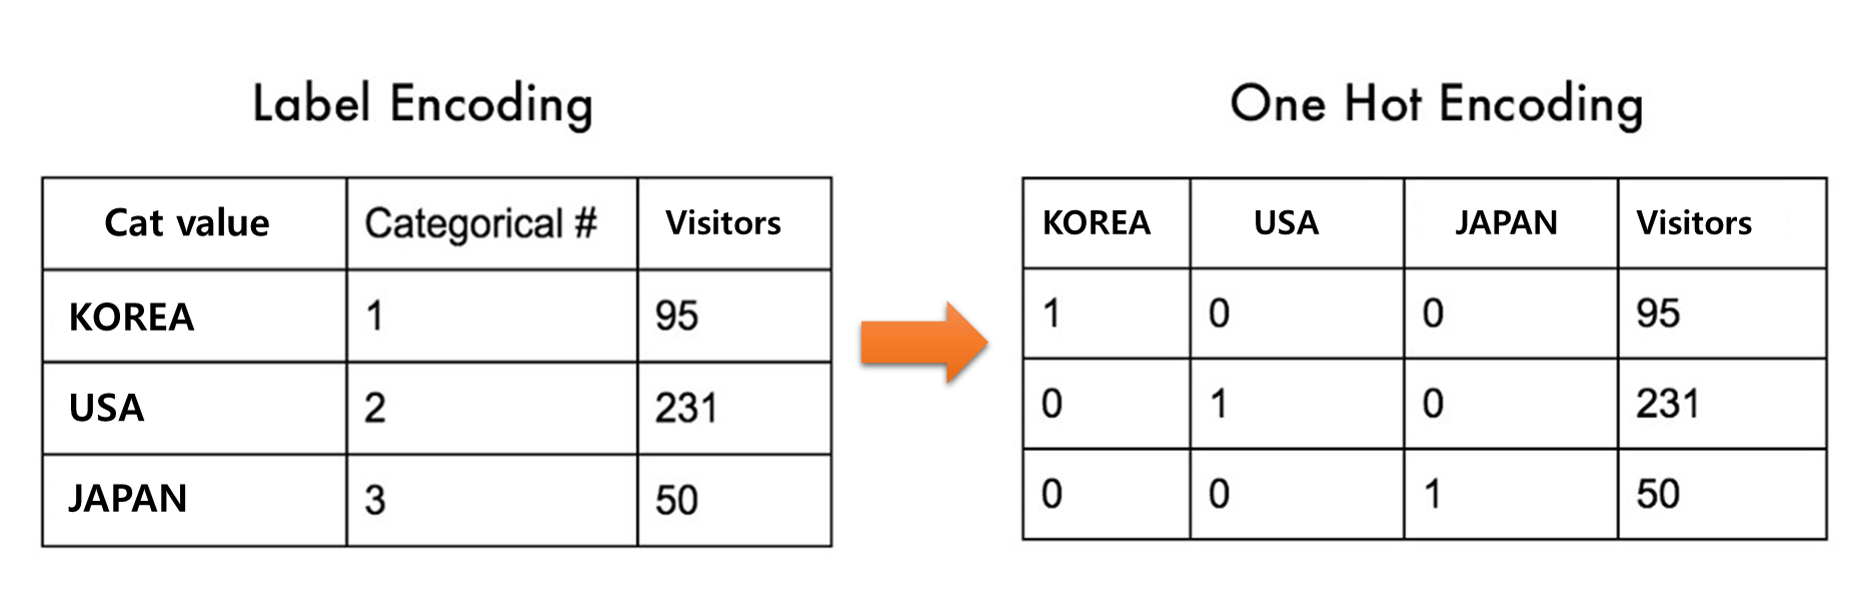 Label Encoding
Cat value Categorical # Visitors
KOREA 1 95
USA 2 231
JAPAN 3 50
One Hot Encoding
KOREA USA JAPAN Visitors
1 0 0 95
0 1 0 231
0 0 1 50